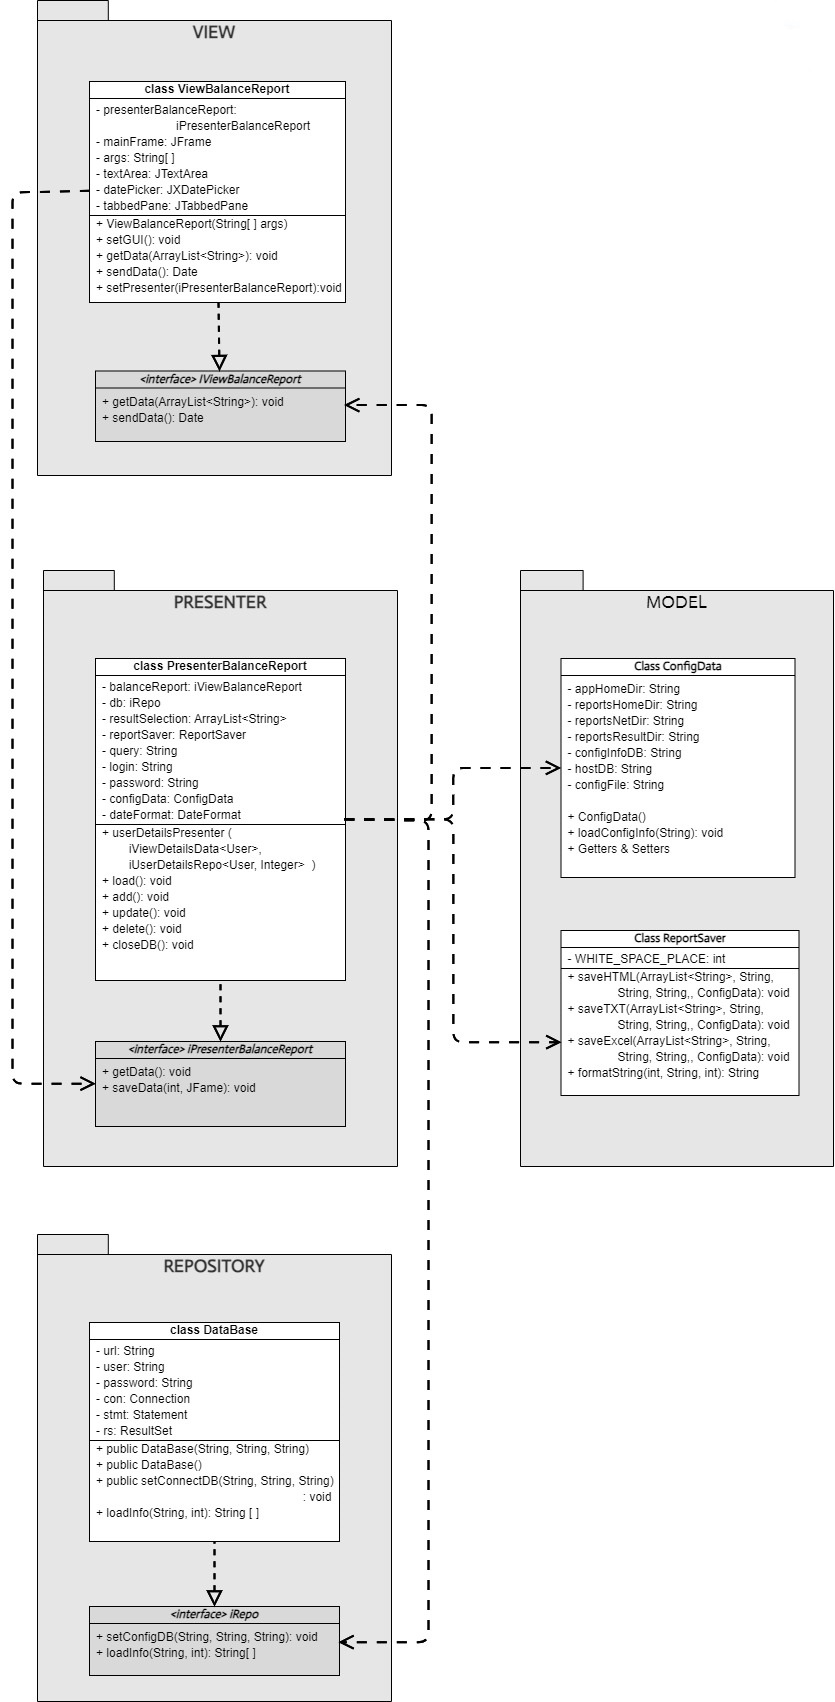 VIEW
class ViewBalanceReport
- presenterBalanceReport:
iPresenterBalanceReport
- mainFrame: JFrame
- args: String[ ]
- textArea: JTextArea
- datePicker: JXDatePicker
- tabbedPane: JTabbedPane
+ ViewBalanceReport(String[ ] args)
+ setGUI(): void
+ getData(ArrayList<String>): void
+ sendData(): Date
+ setPresenter(iPresenterBalanceReport):void
<interface> IViewBalanceReport
+ getData(ArrayList<String>): void
+ sendData(): Date
PRESENTER
class PresenterBalanceReport
- balanceReport: iViewBalanceReport
- db: iRepo
- resultSelection: ArrayList<String>
- reportSaver: ReportSaver
- query: String
- login: String
- password: String
- configData: ConfigData
- dateFormat: DateFormat
+ userDetailsPresenter (
iViewDetailsData<User>,
iUserDetailsRepo<User, Integer> )
+ load(): void
+ add(): void
+ update(): void
+ delete(): void
+ closeDB(): void
<interface> iPresenterBalanceReport
+ getData(): void
+ saveData(int, JFame): void
MODEL
Class ConfigData
- appHomeDir: String
- reportsHomeDir: String
- reportsNetDir: String
- reportsResultDir: String
- configInfoDB: String
- hostDB: String
- configFile: String
+ ConfigData()
+ loadConfigInfo(String): void
+ Getters & Setters
Class ReportSaver
- WHITE_SPACE_PLACE: int
+ saveHTML(ArrayList<String>, String,
String, String,, ConfigData): void
+ saveTXT(ArrayList<String>, String,
String, String,, ConfigData): void
+ saveExcel(ArrayList<String>, String,
String, String,, ConfigData): void
+ formatString(int, String, int): String
REPOSITORY
class DataBase
- url: String
- user: String
- password: String
- con: Connection
- stmt: Statement
- rs: ResultSet
+ public DataBase(String, String, String)
+ public DataBase()
+ public setConnectDB(String, String, String)
: void
+ loadInfo(String, int): String [ ]
<interface> iRepo
+ setConfigDB(String, String, String): void
+ loadInfo(String, int): String[ ]